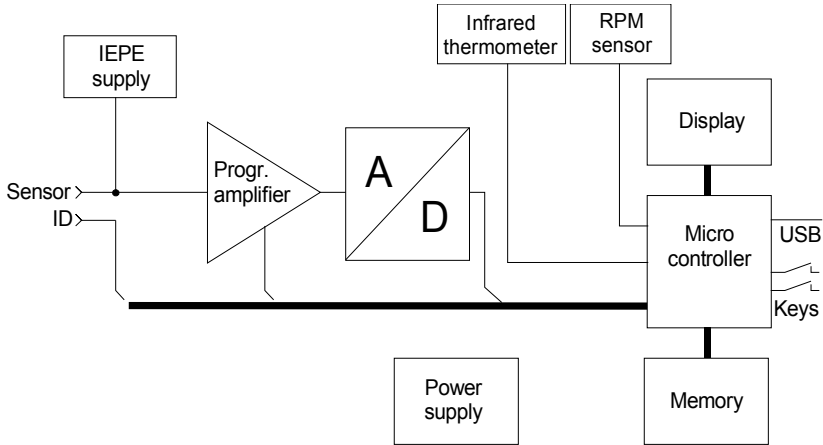 Infrared
thermometer
RPM
sensor
IEPE
supply
Display
Progr.
amplifier
A
D
Sensor
ID
Micro
controller
USB
Keys
Power
supply
Memory